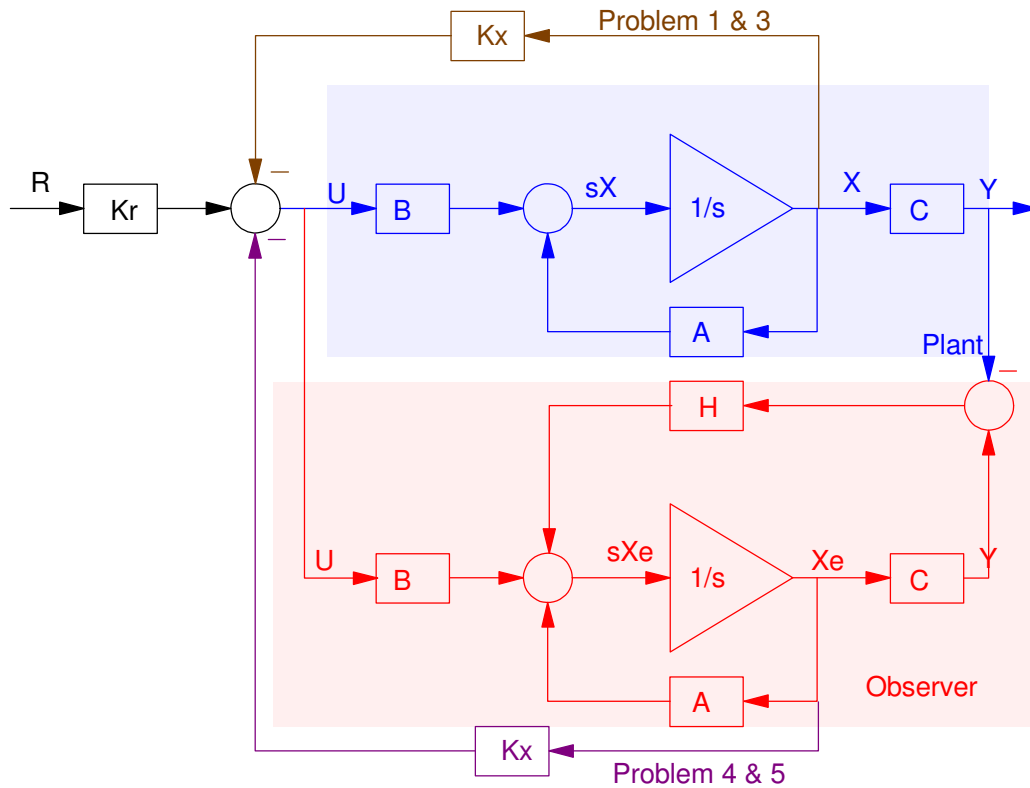 Problem 1 & 3
Kx
R
Kr
–
–
U
B
sX
1/s
X
C
Y
A
Plant
–
H
U
B
sXe
1/s
Xe
C
Y
A
Observer
Kx
Problem 4 & 5